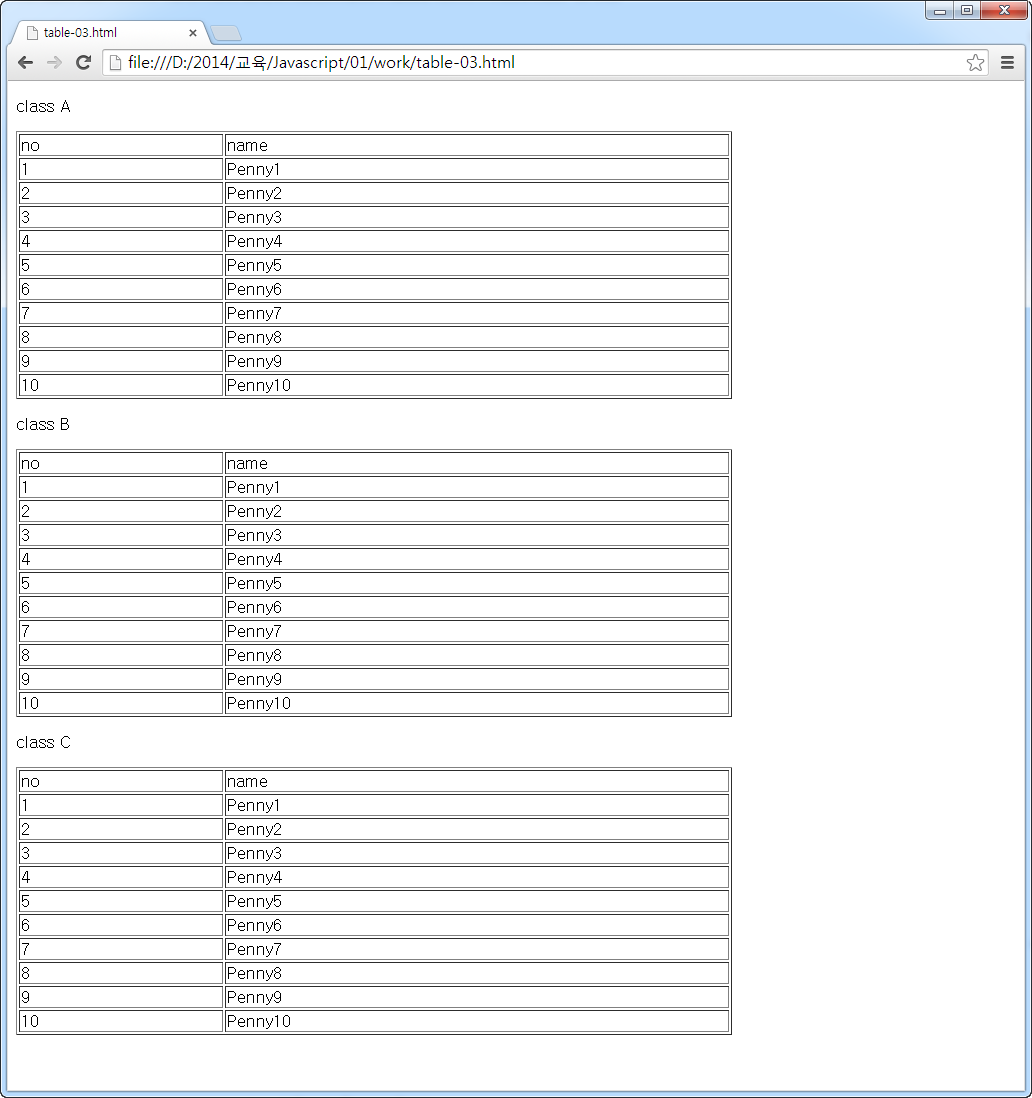 table-03.html
file:///D:/2014/교육/Javascript/01/work/table-03.html
class A
no name
1 Penny1
2 Penny2
3 Penny3
4 Penny4
5 Penny5
6 Penny6
7 Penny7
8 Penny8
9 Penny9
10 Penny10
class B
no name
1 Penny1
2 Penny2
3 Penny3
4 Penny4
5 Penny5
6 Penny6
7 Penny7
8 Penny8
9 Penny9
10 Penny10
class C
no name
1 Penny1
2 Penny2
3 Penny3
4 Penny4
5 Penny5
6 Penny6
7 Penny7
8 Penny8
9 Penny9
10 Penny10